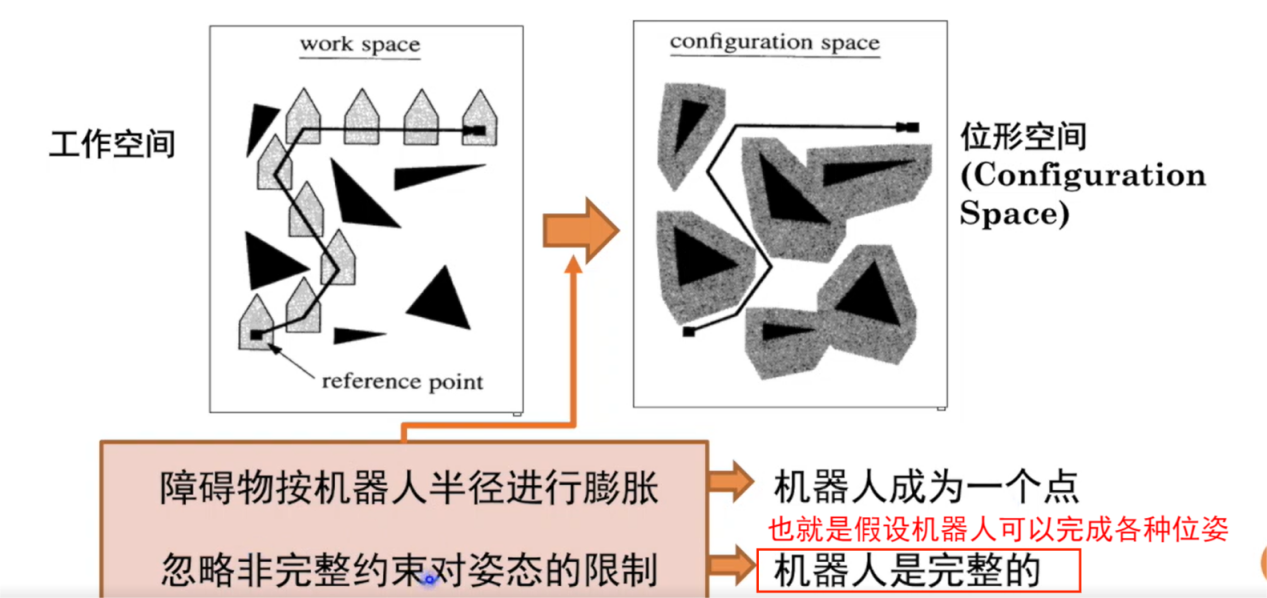 work space
configuration space
工作空间
位形空间
(Configuration
Space)
reference point
障碍物按机器人半径进行膨胀
机器人成为一个点
也就是假设机器人可以完成各种位姿
忽略非完整约束对姿态的限制
机器人是完整的